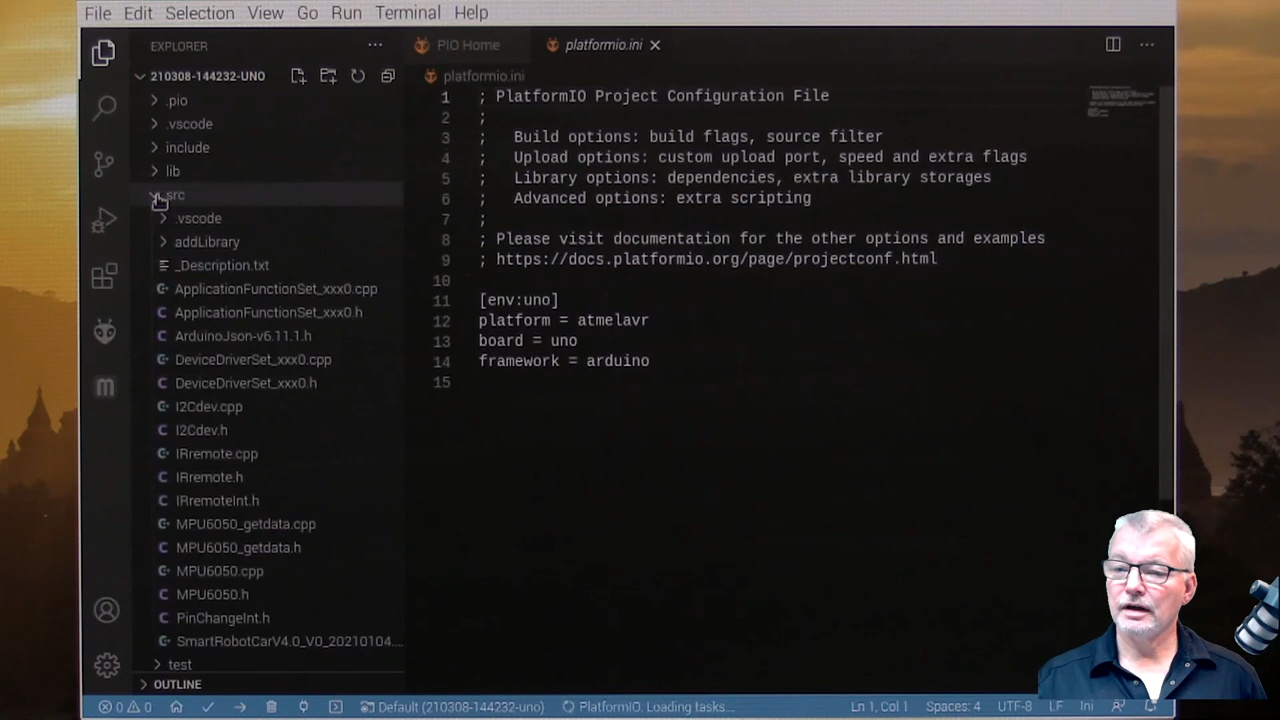 File Edit Selection View Go Run Terminal Help
EXPLORER
PIO Home
platformio.ini
210308-144232-UNO
platformio.ini
.pio
.vscode
include
lib
src
.vscode
addLibrary
_Description.txt
ApplicationFunctionSet_xxx0.cpp
ApplicationFunctionSet_xxx0.h
ArduinoJson-v6.11.1.h
DeviceDriverSet_xxx0.cpp
DeviceDriverSet_xxx0.h
I2Cdev.cpp
I2Cdev.h
IRremote.cpp
IRremote.h
IRremoteInt.h
MPU6050_getdata.cpp
MPU6050_getdata.h
MPU6050.cpp
MPU6050.h
PinChangeInt.h
SmartRobotCarV4.0_V0_20210104....
test
OUTLINE
1 ; PlatformIO Project Configuration File
2 ;
3 ;   Build options: build flags, source filter
4 ;   Upload options: custom upload port, speed and extra flags
5 ;   Library options: dependencies, extra library storages
6 ;   Advanced options: extra scripting
7 ;
8 ; Please visit documentation for the other options and examples
9 ; https://docs.platformio.org/page/projectconf.html
10
11 [env:uno]
12 platform = atmelavr
13 board = uno
14 framework = arduino
15
0 0 Default (210308-144232-uno) PlatformIO: Loading tasks... Ln 1, Col 1 Spaces: 4 UTF-8 LF Ini